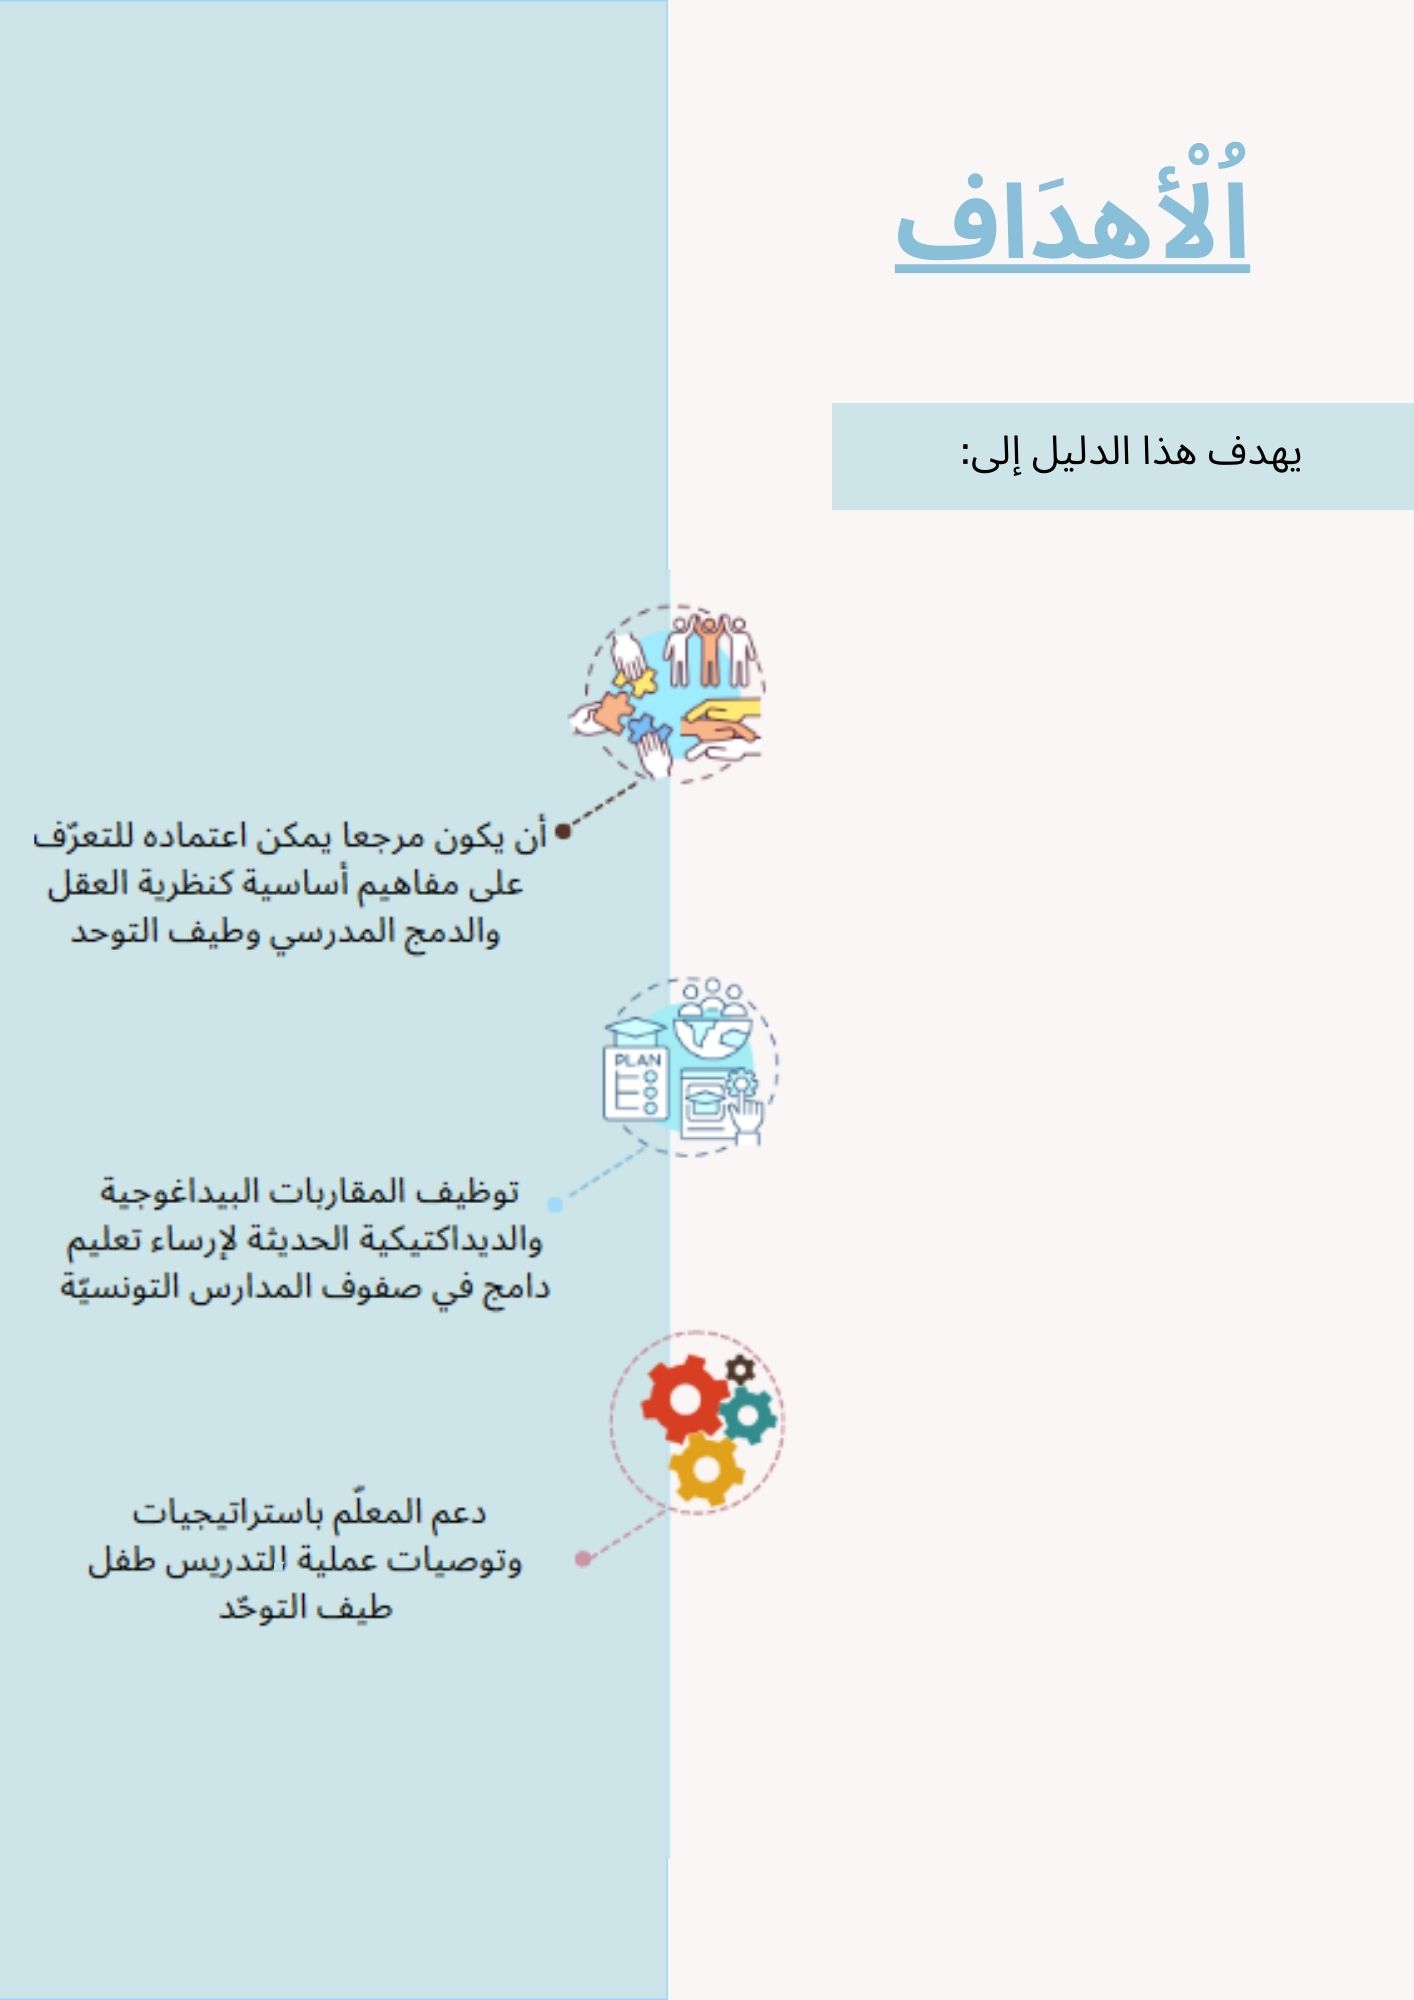 اُلْأَهدَاف
يهدف هذا الدليل إلى:
أن يكون مرجعا يمكن اعتماده للتعرّف
على مفاهيم أساسية كنظرية العقل
والدمج المدرسي وطيف التوحد
PLAN
توظيف المقاربات البيداغوجية
والديداكتيكية الحديثة لإرساء تعليم
دامج في صفوف المدارس التونسيّة
دعم المعلّم باستراتيجيات
وتوصيات عملية التدريس طفل
طيف التوحّد